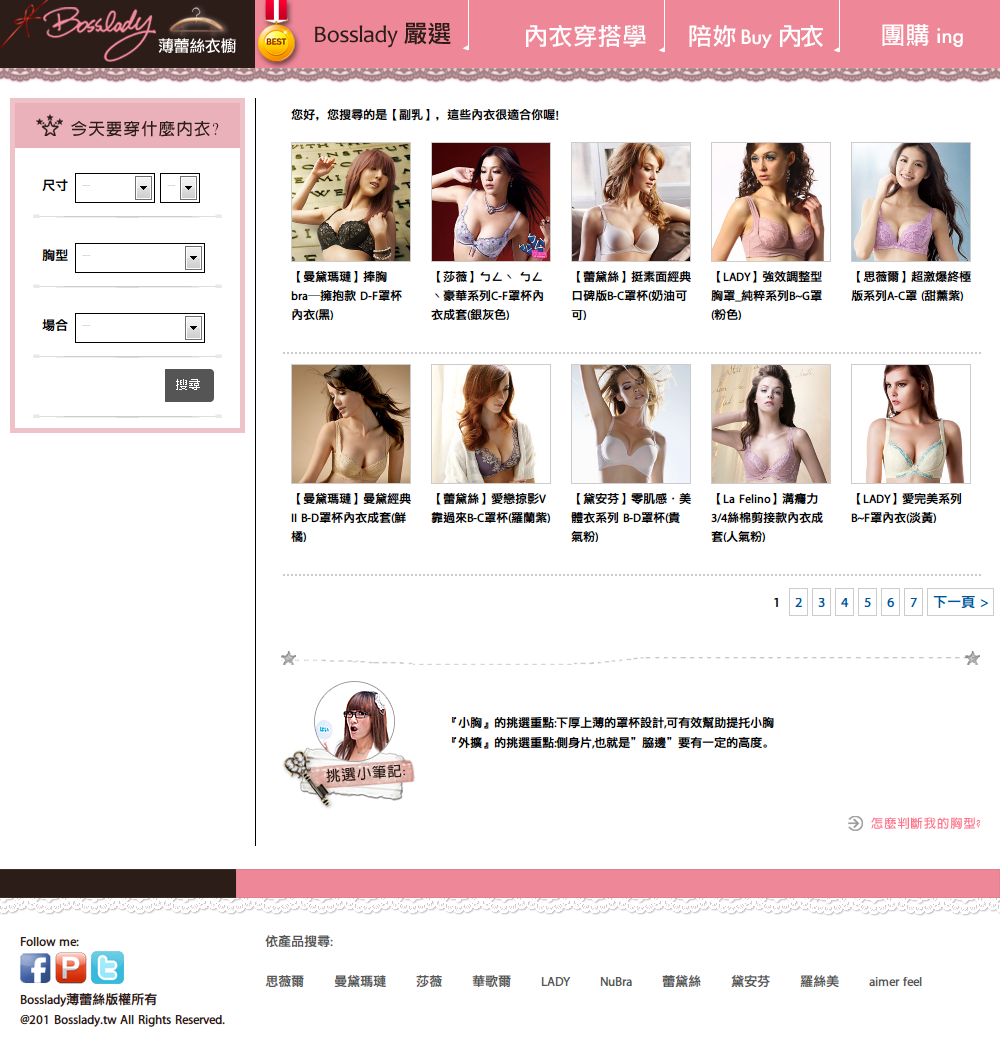 Bosslady 薄蕾絲衣櫥
BEST
Bosslady 嚴選
內衣穿搭學
陪妳 Buy 內衣
團購 ing
今天要穿什麼內衣?
尺寸
胸型
場合
搜尋
您好，您搜尋的是【副乳】，這些內衣很適合你喔!
【曼黛瑪璉】捧胸
bra─擁抱款 D-F罩杯
內衣(黑)
【莎薇】ㄅㄥˋ ㄅㄥ
ˋ豪華系列C-F罩杯內
衣成套(銀灰色)
【蕾黛絲】挺素面經典
口碑版B-C罩杯(奶油可
可)
【LADY】強效調整型
胸罩_純粹系列B~G罩
(粉色)
【思薇爾】超激爆終極
版系列A-C罩 (甜薰紫)
【曼黛瑪璉】曼黛經典
II B-D罩杯內衣成套(鮮
橘)
【蕾黛絲】愛戀掠影V
靠過來B-C罩杯(羅蘭紫)
【黛安芬】零肌感‧美
體衣系列 B-D罩杯(貴
氣粉)
【La Felino】溝癮力
3/4絲棉剪接款內衣成
套(人氣粉)
【LADY】愛完美系列
B~F罩內衣(淡黃)
1 2 3 4 5 6 7 下一頁 >
『小胸』的挑選重點:下厚上薄的罩杯設計,可有效幫助提托小胸
『外擴』的挑選重點:側身片,也就是”脇邊”要有一定的高度。
挑選小筆記:
怎麼判斷我的胸型?
Follow me:
Bosslady薄蕾絲版權所有
@201 Bosslady.tw All Rights Reserved.
依產品搜尋:
思薇爾 曼黛瑪璉 莎薇 華歌爾 LADY NuBra 蕾黛絲 黛安芬 羅絲美 aimer feel